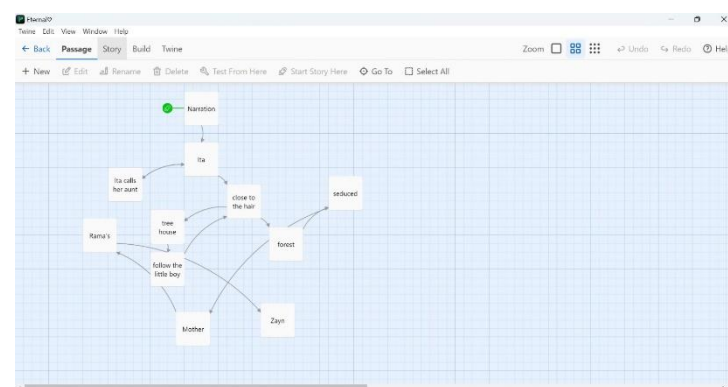 Eternal?
Twine Edit View Window Help
← Back Passage Story Build Twine Zoom Undo Redo Hel
+ New Edit Rename Delete Test From Here Start Story Here Go To Select All
Narration
Ita
Ita calls
her aunt
close to
the hair
seduced
tree
house
Rama's
forest
follow the
little boy
Mother
Zayn